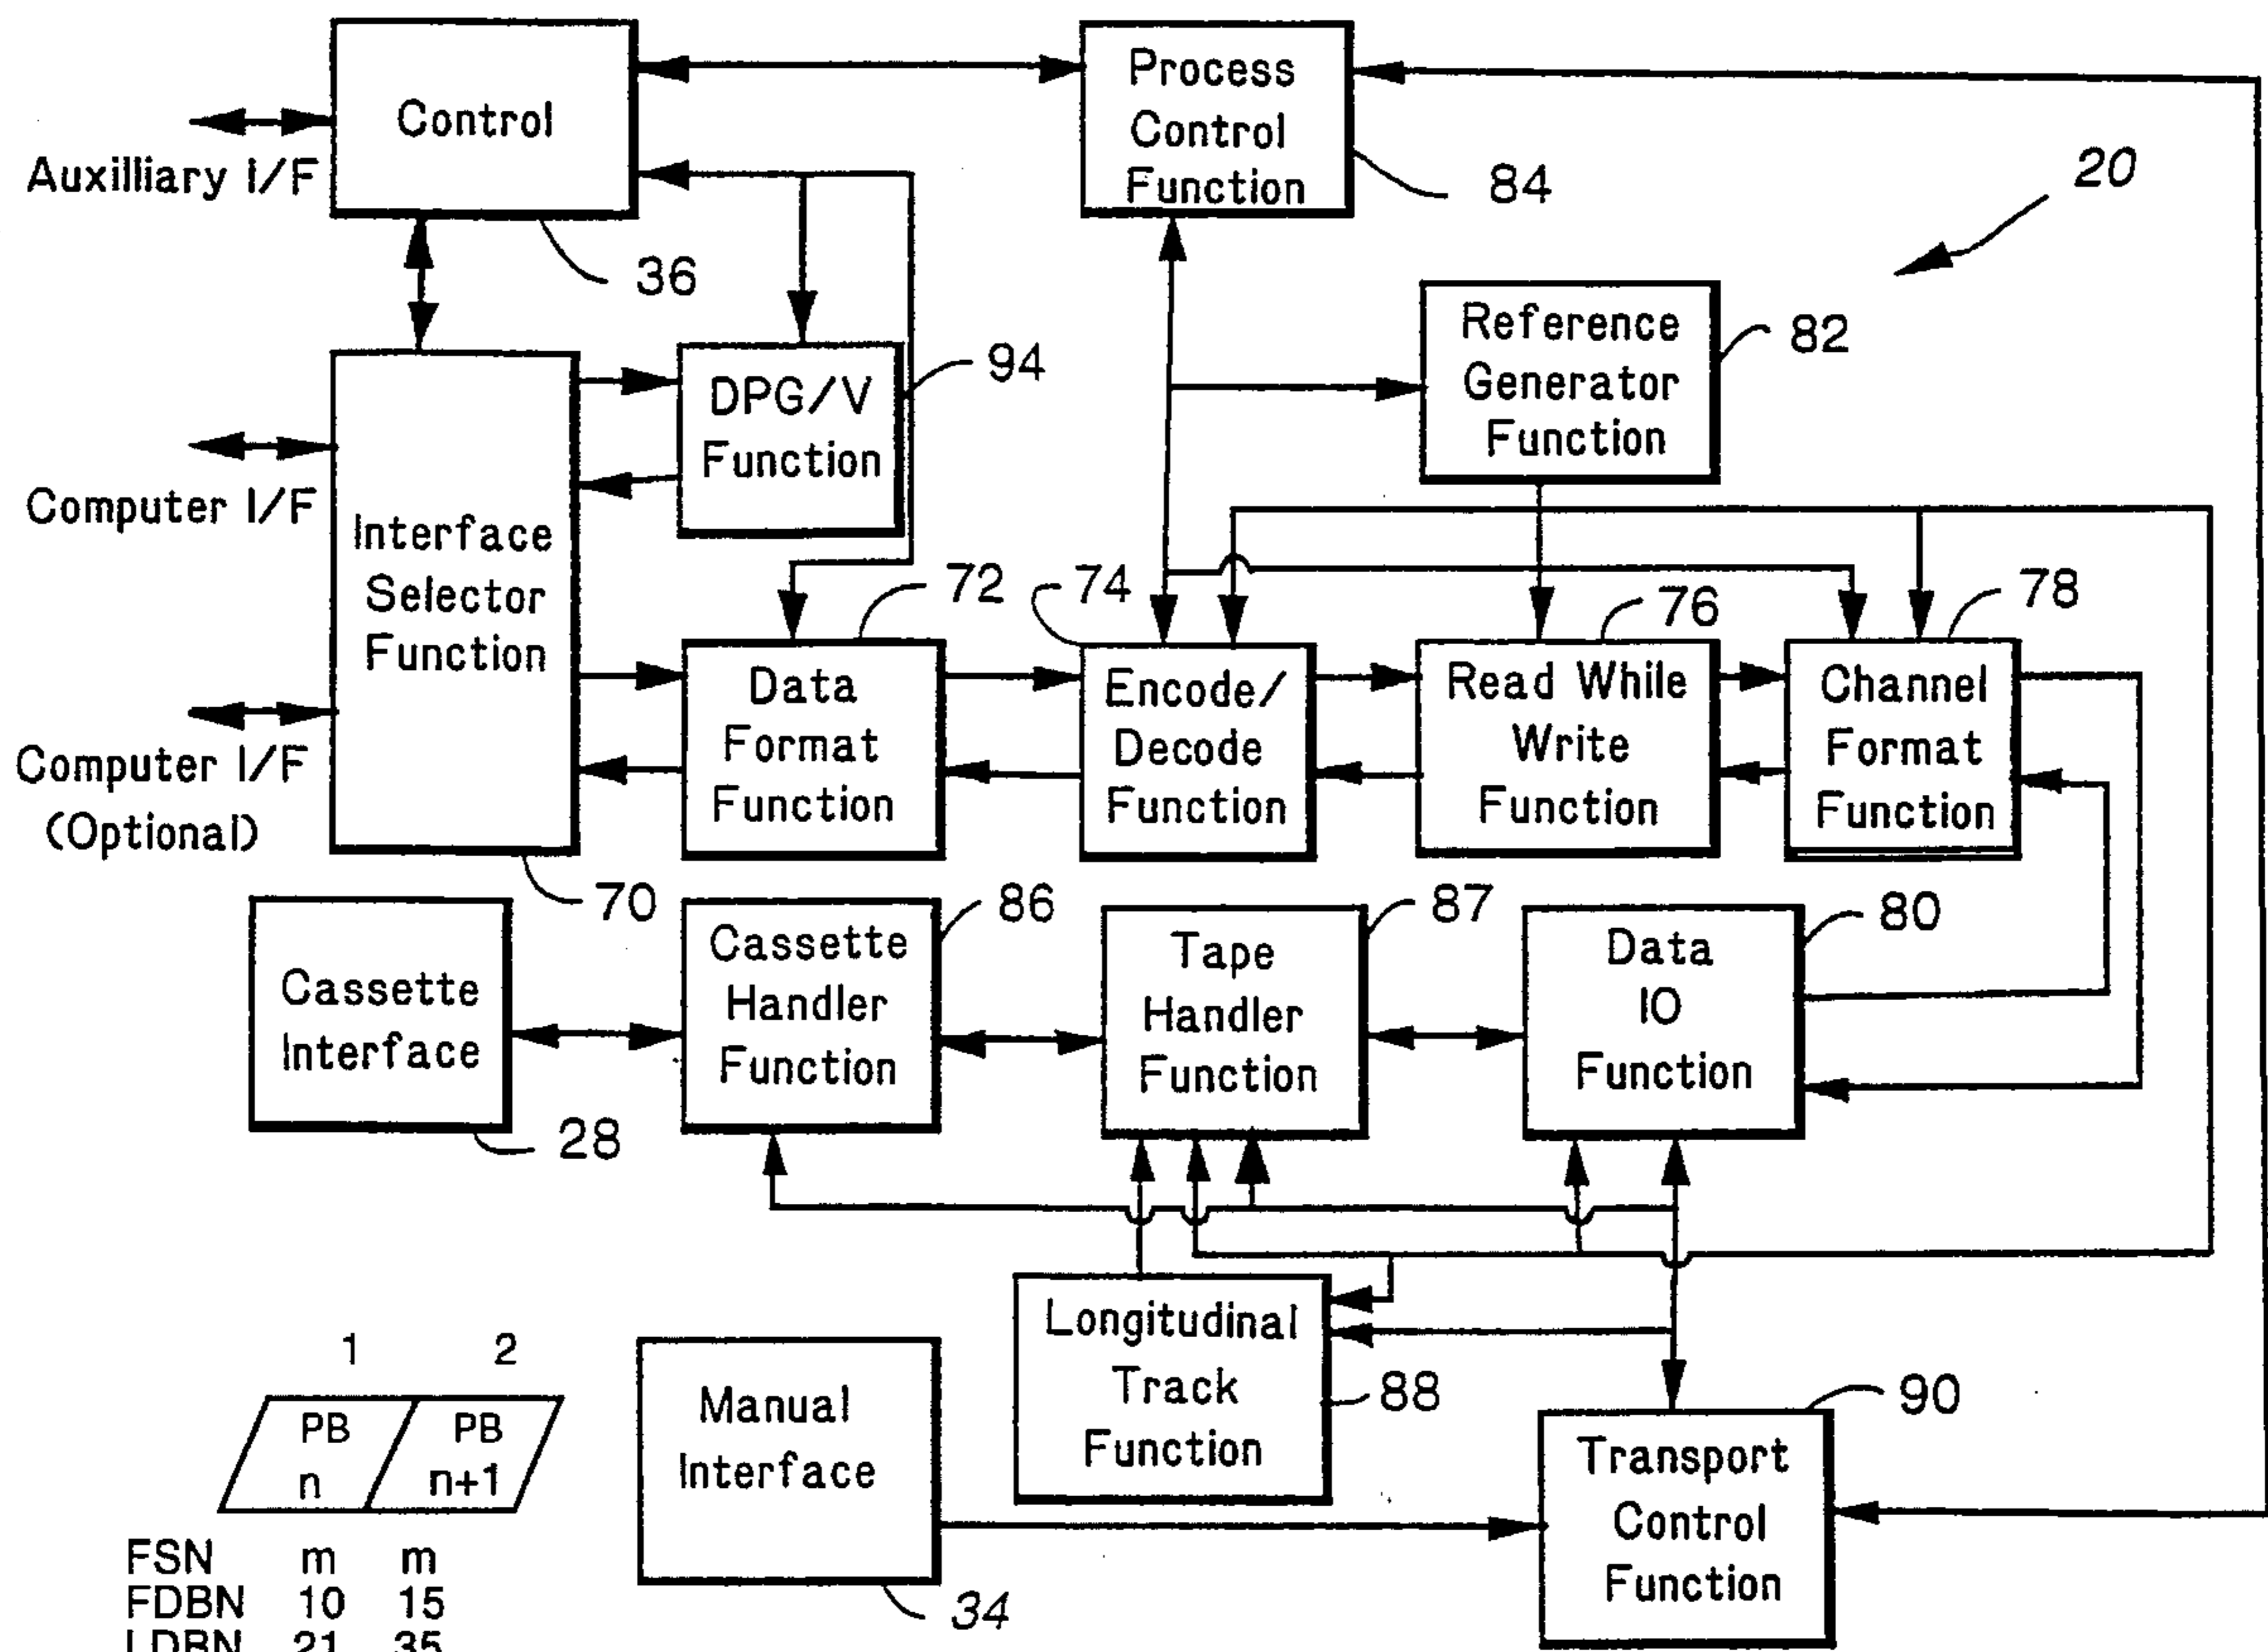 Control
Auxilliary I/F
36
Process
Control
Function
84
20
Reference
Generator
Function
82
DPG/V
Function
94
Computer I/F
Interface
Selector
Function
Computer I/F
(Optional)
70
Data
Format
Function
72
Encode/
Decode
Function
74
Read While
Write
Function
76
Channel
Format
Function
78
Cassette
Interface
28
Cassette
Handler
Function
86
Tape
Handler
Function
87
Data
IO
Function
80
Longitudinal
Track
Function
88
Manual
Interface
34
Transport
Control
Function
90
1 2
PB PB
n n+1
FSN m m
FDBN 10 15
LDBN 21 35